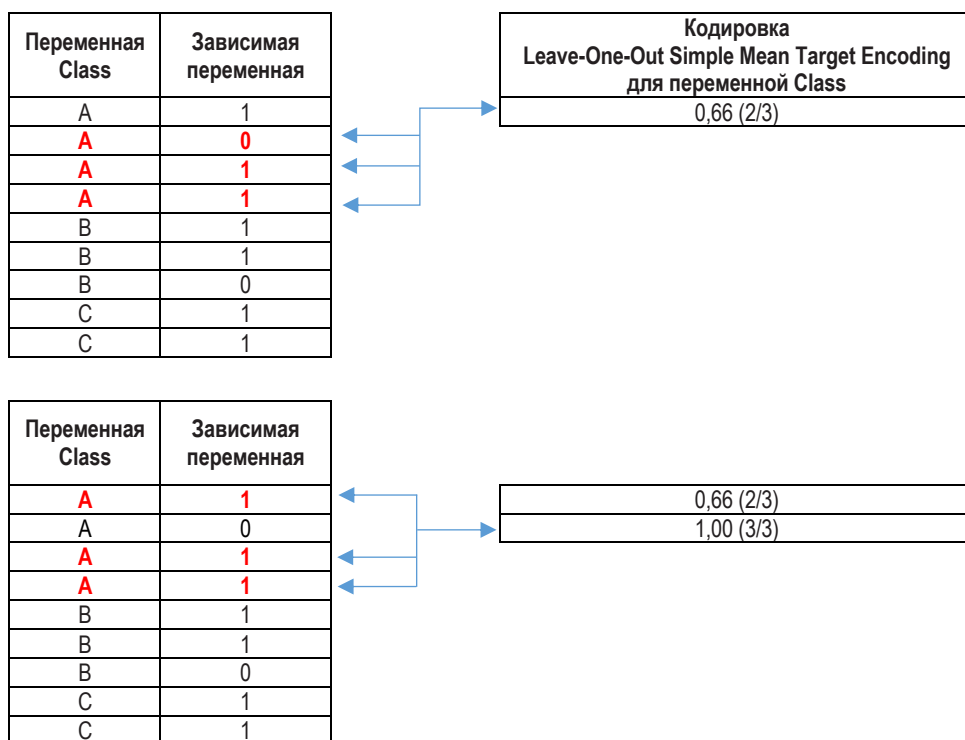 Переменная Class
Зависимая переменная
Кодировка
Leave-One-Out Simple Mean Target Encoding
для переменной Class
A 1 0,66 (2/3)
A 0
A 1
A 1
B 1
B 1
B 0
C 1
C 1
Переменная Class
Зависимая переменная
A 1 0,66 (2/3)
A 0 1,00 (3/3)
A 1
A 1
B 1
B 1
B 0
C 1
C 1